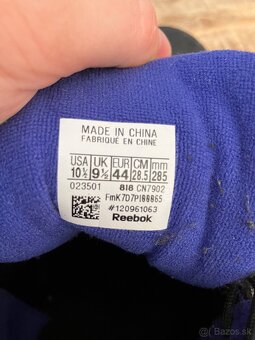 MADE IN CHINA
FABRIQUÉ EN CHINE
USA UK EUR CM mm
10½ 9½ 44 28.5 285
023501 818 CN7902
FmK7D7P100065
#120961063
Reebok
Bazos.sk